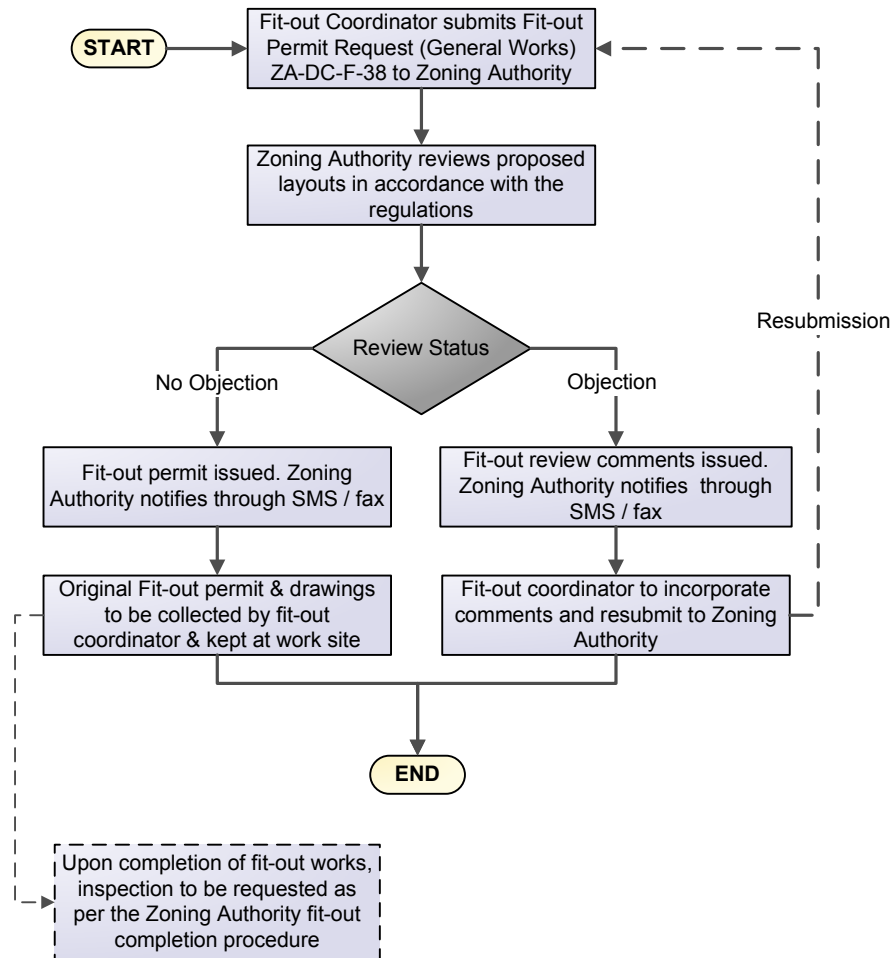 START
Fit-out Coordinator submits Fit-out
Permit Request (General Works)
ZA-DC-F-38 to Zoning Authority
Zoning Authority reviews proposed
layouts in accordance with the
regulations
Resubmission
Review Status
No Objection
Objection
Fit-out permit issued. Zoning
Authority notifies through SMS / fax
Fit-out review comments issued.
Zoning Authority notifies through
SMS / fax
Original Fit-out permit & drawings
to be collected by fit-out
coordinator & kept at work site
Fit-out coordinator to incorporate
comments and resubmit to Zoning
Authority
END
Upon completion of fit-out works,
inspection to be requested as
per the Zoning Authority fit-out
completion procedure